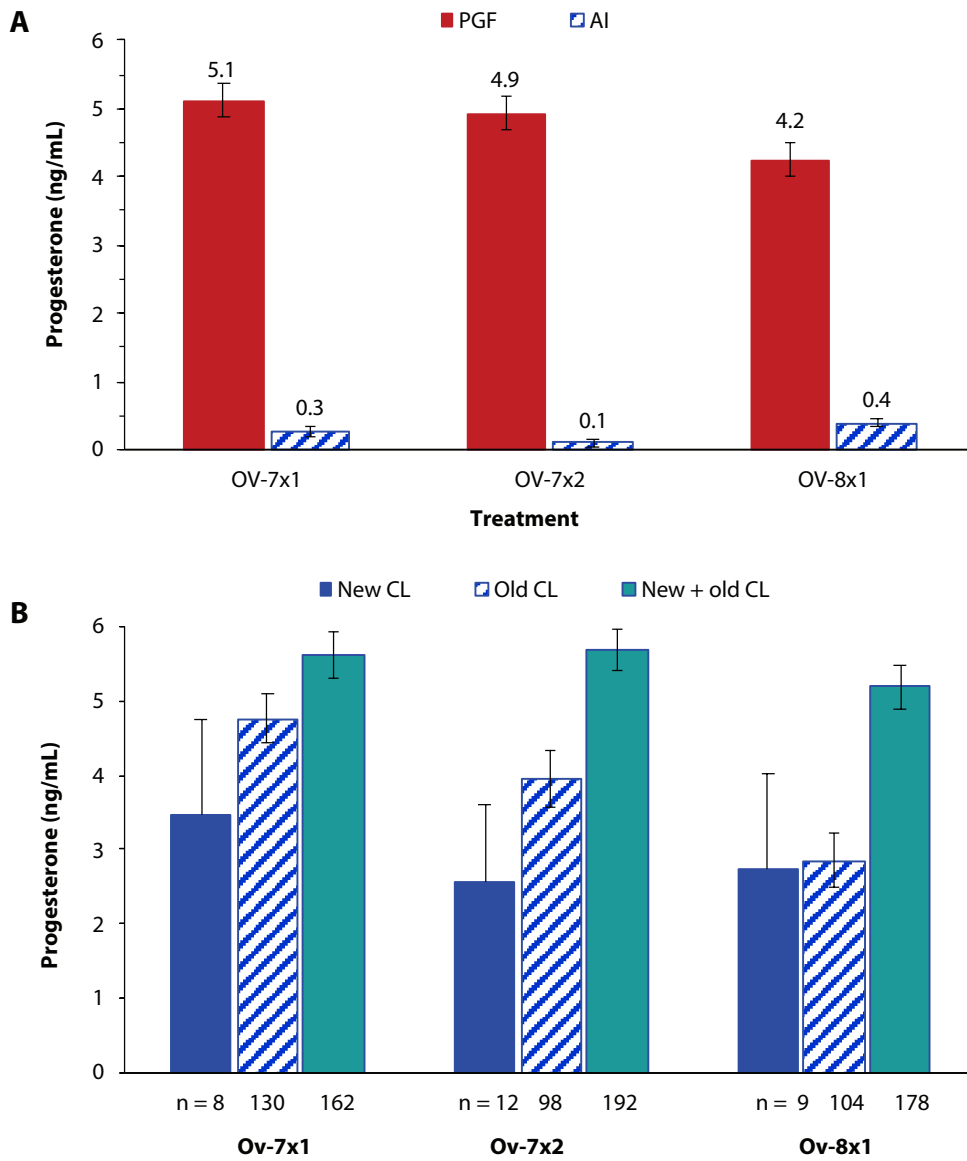 A
PGF AI
6
5
4
3
2
1
0
Progesterone (ng/mL)
5.1
0.3
4.9
0.1
4.2
0.4
OV-7x1 OV-7x2 OV-8x1
Treatment
B
New CL Old CL New + old CL
6
5
4
3
2
1
0
Progesterone (ng/mL)
n = 8 130 162 n = 12 98 192 n = 9 104 178
Ov-7x1 Ov-7x2 Ov-8x1